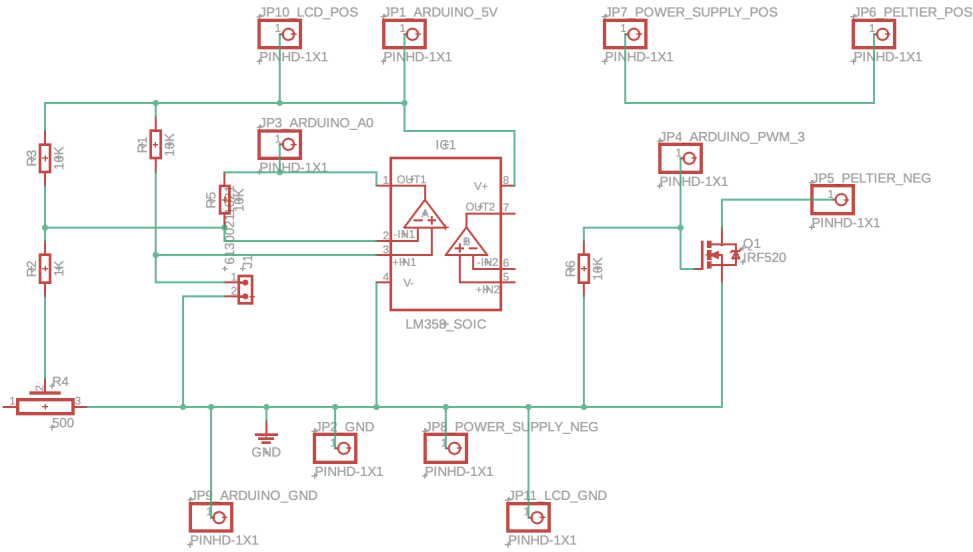 JP10_LCD_POS
JP1_ARDUINO_5V
JP7_POWER_SUPPLY_POS
JP6_PELTIER_POS
1
1
1
1
PINHD-1X1
PINHD-1X1
PINHD-1X1
PINHD-1X1
JP3_ARDUINO_A0
1
PINHD-1X1
JP4_ARDUINO_PWM_3
1
PINHD-1X1
JP5_PELTIER_NEG
1
PINHD-1X1
R3
10K
R1
10K
R5
10K
IC1
1
OUT1
V+
8
A
OUT2
7
2
-IN1
B
3
+IN1
-IN2
6
4
V-
+IN2
5
LM358_SOIC
J1
1
2
R2
1K
R6
10K
Q1
IRF520
R4
1
2
3
500
GND
JP2_GND
1
PINHD-1X1
JP8_POWER_SUPPLY_NEG
1
PINHD-1X1
JP9_ARDUINO_GND
1
PINHD-1X1
JP11_LCD_GND
1
PINHD-1X1